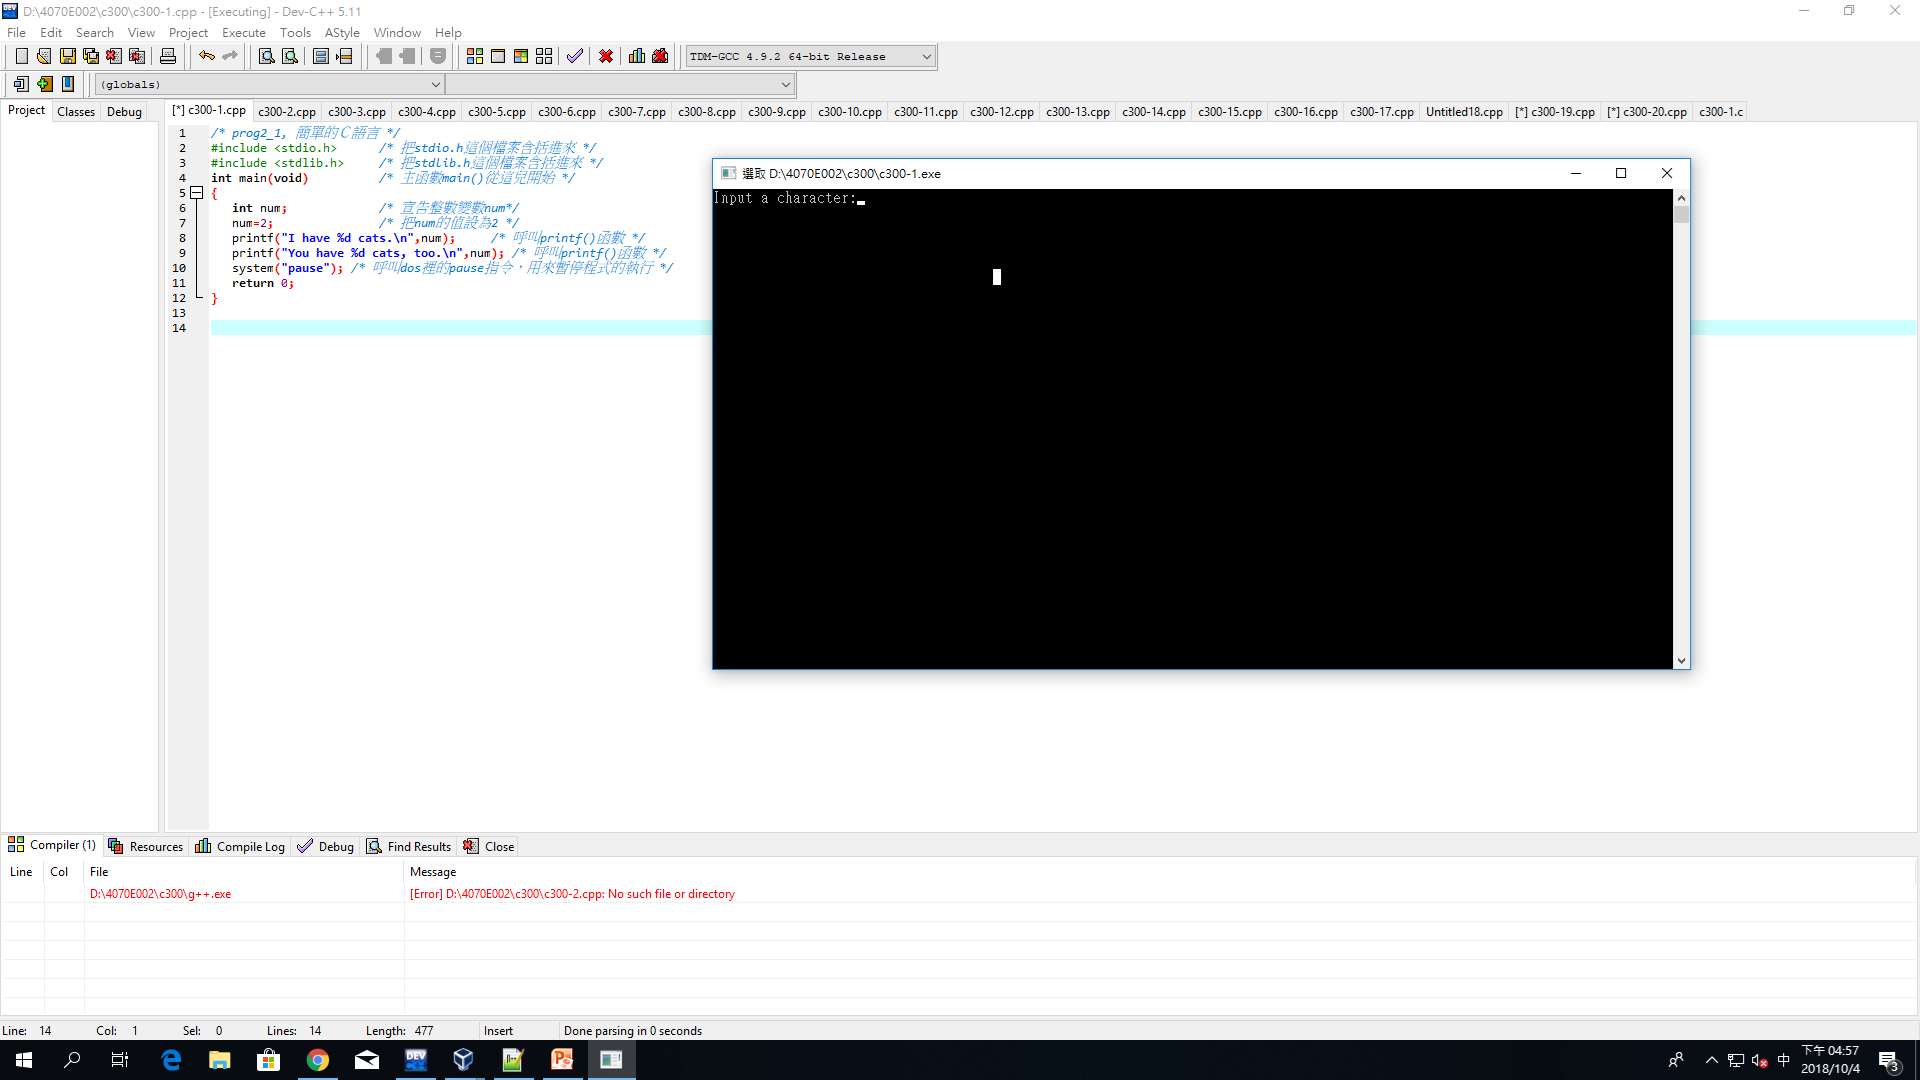 D:\4070E002\c300\c300-1.cpp - [Executing] - Dev-C++ 5.11
File Edit Search View Project Execute Tools AStyle Window Help
TDM-GCC 4.9.2 64-bit Release
(globals)
Project Classes Debug
[*] c300-1.cpp c300-2.cpp c300-3.cpp c300-4.cpp c300-5.cpp c300-6.cpp c300-7.cpp c300-8.cpp c300-9.cpp c300-10.cpp c300-11.cpp c300-12.cpp c300-13.cpp c300-14.cpp c300-15.cpp c300-16.cpp c300-17.cpp Untitled18.cpp [*] c300-19.cpp [*] c300-20.cpp c300-1.c
1 /* prog2_1, 簡單的C語言 */
2 #include <stdio.h> /* 把stdio.h這個檔案含括進來 */
3 #include <stdlib.h> /* 把stdlib.h這個檔案含括進來 */
4 int main(void) /* 主函數main()從這兒開始 */
5 {
6 int num; /* 宣告整數變數num*/
7 num=2; /* 把num的值設為2 */
8 printf("I have %d cats.\n",num); /* 呼叫printf()函數 */
9 printf("You have %d cats, too.\n",num); /* 呼叫printf()函數 */
10 system("pause"); /* 呼叫dos裡的pause指令，用來暫停程式的執行 */
11 return 0;
12 }
13
14
選取 D:\4070E002\c300\c300-1.exe
Input a character:
Compiler (1) Resources Compile Log Debug Find Results Close
Line Col File Message
D:\4070E002\c300\g++.exe [Error] D:\4070E002\c300\c300-2.cpp: No such file or directory
Line: 14 Col: 1 Sel: 0 Lines: 14 Length: 477 Insert Done parsing in 0 seconds
中
下午 04:57
2018/10/4
3